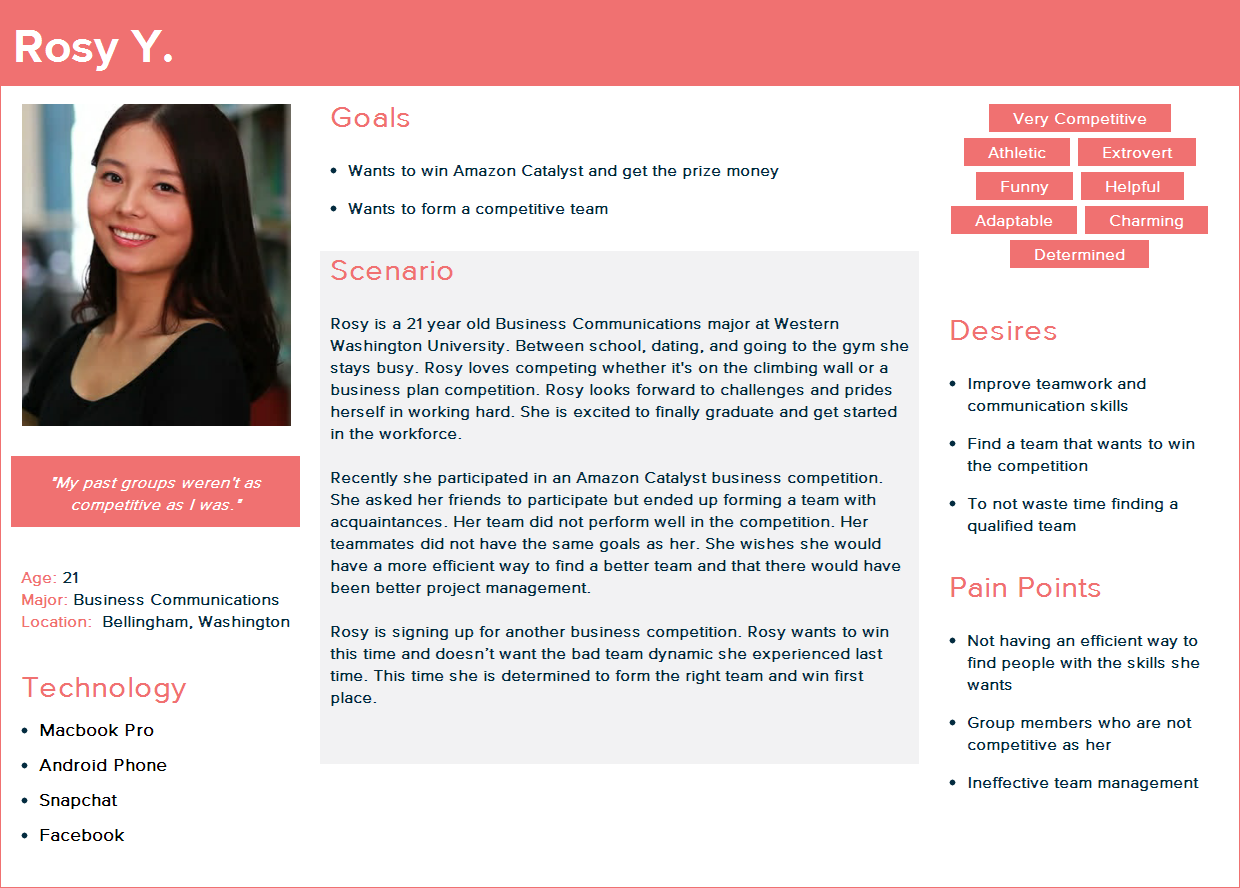 Rosy Y.
"My past groups weren't as
competitive as I was."
Age: 21
Major: Business Communications
Location: Bellingham, Washington
Technology
• Macbook Pro
• Android Phone
• Snapchat
• Facebook
Goals
• Wants to win Amazon Catalyst and get the prize money
• Wants to form a competitive team
Scenario
Rosy is a 21 year old Business Communications major at Western
Washington University. Between school, dating, and going to the gym she
stays busy. Rosy loves competing whether it's on the climbing wall or a
business plan competition. Rosy looks forward to challenges and prides
herself in working hard. She is excited to finally graduate and get started
in the workforce.
Recently she participated in an Amazon Catalyst business competition.
She asked her friends to participate but ended up forming a team with
acquaintances. Her team did not perform well in the competition. Her
teammates did not have the same goals as her. She wishes she would
have a more efficient way to find a better team and that there would have
been better project management.
Rosy is signing up for another business competition. Rosy wants to win
this time and doesn’t want the bad team dynamic she experienced last
time. This time she is determined to form the right team and win first
place.
Very Competitive
Athletic Extrovert
Funny Helpful
Adaptable Charming
Determined
Desires
• Improve teamwork and
communication skills
• Find a team that wants to win
the competition
• To not waste time finding a
qualified team
Pain Points
• Not having an efficient way to
find people with the skills she
wants
• Group members who are not
competitive as her
• Ineffective team management